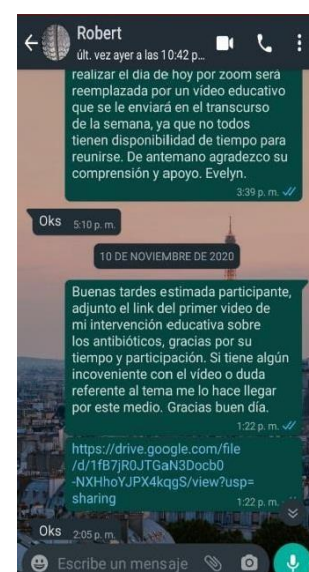 Robert
últ. vez ayer a las 10:42 p...
realizar el día de hoy por zoom será
reemplazada por un vídeo educativo
que se le enviará en el transcurso
de la semana, ya que no todos
tienen disponibilidad de tiempo para
reunirse. De antemano agradezco su
comprensión y apoyo. Evelyn.
3:39 p. m.
Oks 5:10 p. m.
10 DE NOVIEMBRE DE 2020
Buenas tardes estimada participante,
adjunto el link del primer video de
mi intervención educativa sobre
los antibióticos, gracias por su
tiempo y participación. Si tiene algún
incoveniente con el vídeo o duda
referente al tema me lo hace llegar
por este medio. Gracias buen día.
1:22 p. m.
https://drive.google.com/file
/d/1fB7jR0JTGaN3Docb0
-NXHhoYJPX4kqgS/view?usp=
sharing
1:22 p. m.
Oks 2:05 p. m.
Escribe un mensaje